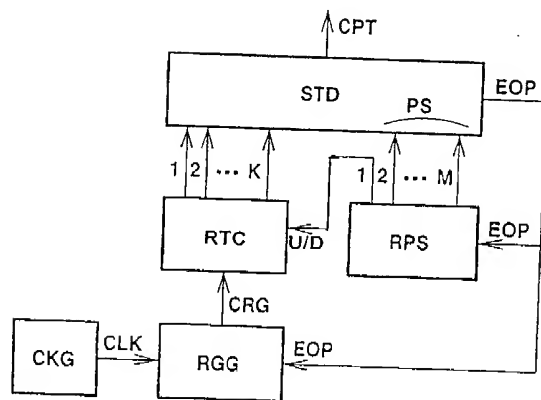 CPT
STD
EOP
PS
1 2 ... K
1 2 ... M
RTC
U/D
RPS
EOP
CRG
CKG
CLK
RGG
EOP